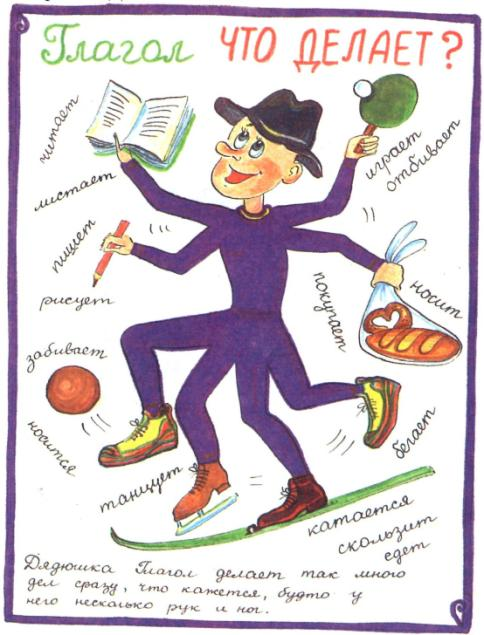 Глагол ЧТО ДЕЛАЕТ?
читает
листает
играет
отбивает
пишет
рисует
покупает
носит
забивает
носится
бегает
танцует
катается
скользит
едет
Дядюшка Глагол делает так много
дел сразу, что кажется, будто у
него несколько рук и ног.